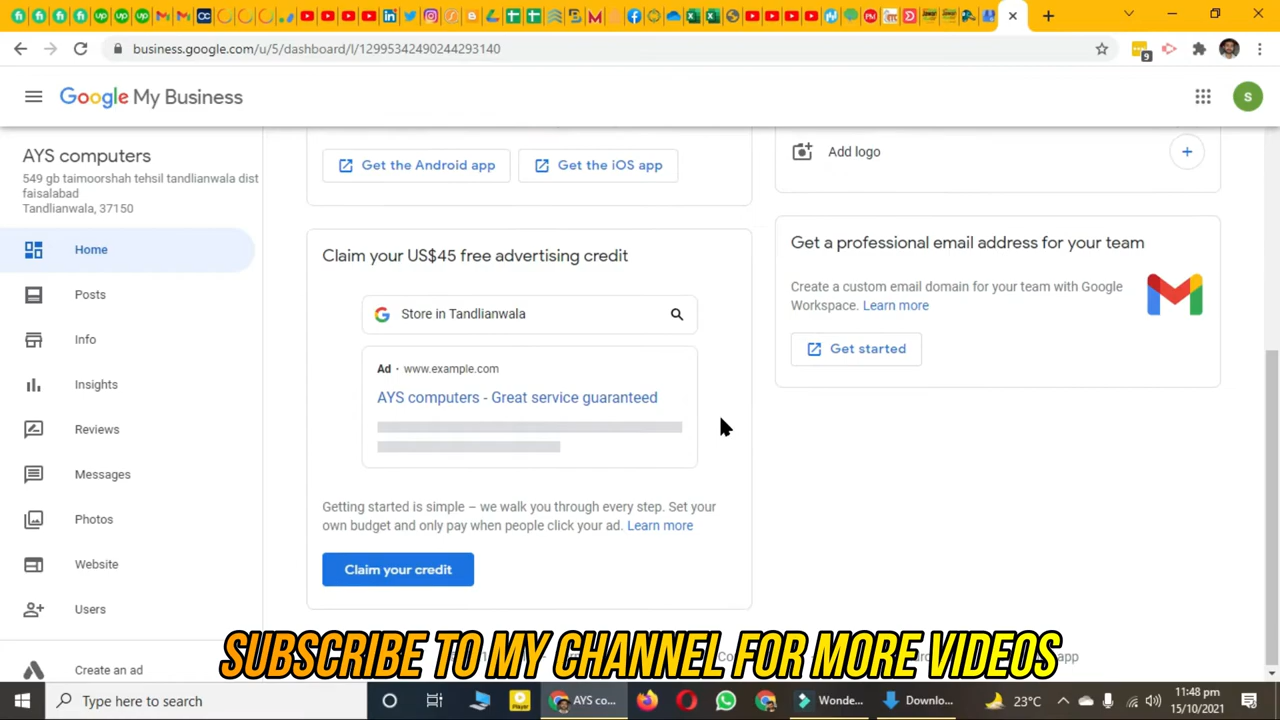 business.google.com/u/5/dashboard/l/12995342490244293140
9
Google My Business
S
AYS computers
549 gb taimoorshah tehsil tandlianwala dist
faisalabad
Tandlianwala, 37150
Home
Posts
Info
Insights
Reviews
Messages
Photos
Website
Users
Create an ad
Get the Android app
Get the iOS app
Add logo
Claim your US$45 free advertising credit
Store in Tandlianwala
Ad · www.example.com
AYS computers - Great service guaranteed
Getting started is simple – we walk you through every step. Set your
own budget and only pay when people click your ad. Learn more
Claim your credit
Get a professional email address for your team
Create a custom email domain for your team with Google
Workspace. Learn more
Get started
SUBSCRIBE TO MY CHANNEL FOR MORE VIDEOS
Type here to search
Player
AYS co...
Wonde...
Downlo...
23°C
11:48 pm
15/10/2021